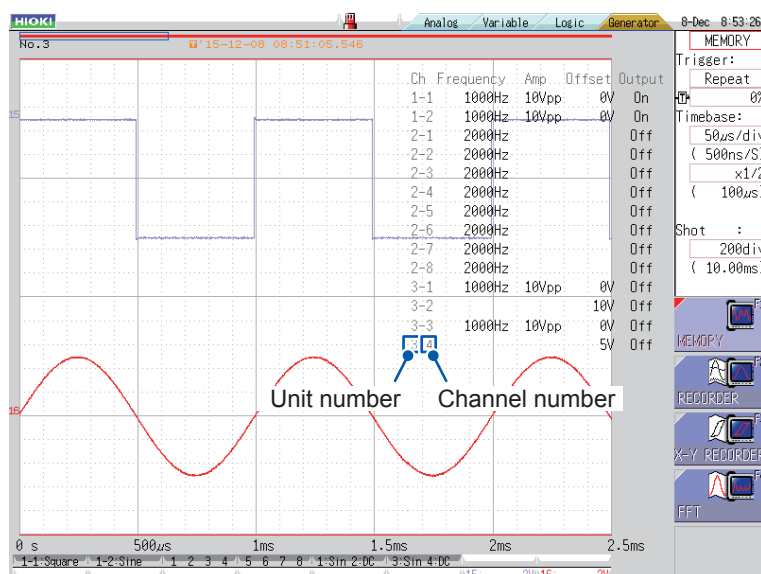 HIOKI Analog Variable Logic Generator 8-Dec 8:53:26
No.3 T'15-12-08 08:51:05.546 MEMORY
Trigger:
Ch Frequency Amp Offset Output Repeat
1-1 1000Hz 10Vpp 0V On T 0%
15 1-2 1000Hz 10Vpp 0V On Timebase:
2-1 2000Hz Off 50µs/div
2-2 2000Hz Off ( 500ns/S)
2-3 2000Hz Off x1/2
2-4 2000Hz Off ( 100µs)
2-5 2000Hz Off
2-6 2000Hz Off Shot :
2-7 2000Hz Off 200div
2-8 2000Hz Off ( 10.00ms)
3-1 1000Hz 10Vpp 0V Off
3-2 10V Off
3-3 1000Hz 10Vpp 0V Off
3 4 5V Off MEMORY
Unit number Channel number RECORDER
16
X-Y RECORDER
FFT
0 s 500µs 1ms 1.5ms 2ms 2.5ms
1-1:Square 1-2:Sine 1 2 3 4 5 6 7 8 1:Sin 2:DC 3:Sin 4:DC